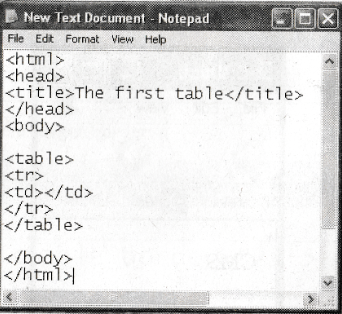 New Text Document - Notepad
File Edit Format View Help
<html>
<head>
<title>The first table</title>
</head>
<body>
<table>
<tr>
<td></td>
</tr>
</table>
</body>
</html>